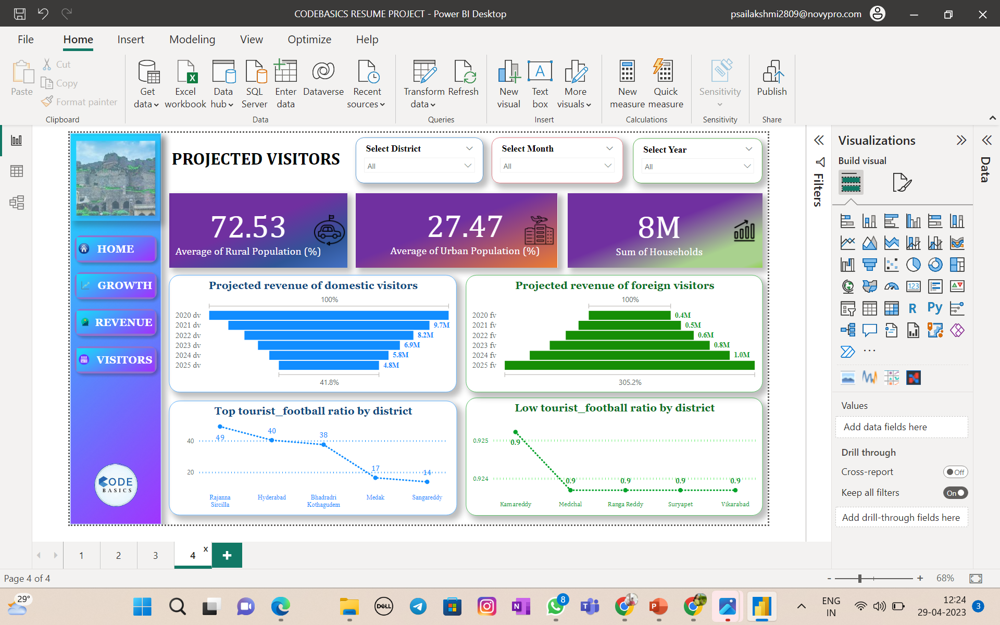 CODEBASICS RESUME PROJECT - Power BI Desktop
psailakshmi2809@novypro.com
File
Home
Insert
Modeling
View
Optimize
Help
Paste
Cut
Copy
Format painter
Clipboard
Get data
Excel workbook
Data hub
SQL Server
Enter data
Dataverse
Recent sources
Data
Transform data
Refresh
Queries
New visual
Text box
More visuals
Insert
New measure
Quick measure
Calculations
Sensitivity
Sensitivity
Publish
Share
PROJECTED VISITORS
Select District
All
Select Month
All
Select Year
All
HOME
GROWTH
REVENUE
VISITORS
CODE
BASICS
72.53
Average of Rural Population (%)
27.47
Average of Urban Population (%)
8M
Sum of Households
Projected revenue of domestic visitors
100%
2020 dv
2021 dv 9.7M
2022 dv 8.2M
2023 dv 6.9M
2024 dv 5.8M
2025 dv 4.8M
41.8%
Projected revenue of foreign visitors
100%
2020 fv 0.4M
2021 fv 0.5M
2022 fv 0.6M
2023 fv 0.8M
2024 fv 1.0M
2025 fv
305.2%
Top tourist_football ratio by district
49
40
38
17
14
40
20
Rajanna Sircilla
Hyderabad
Bhadradri Kothagudem
Medak
Sangareddy
Low tourist_football ratio by district
0.925
0.924
0.9
0.9
0.9
0.9
0.9
Kamareddy
Medchal
Ranga Reddy
Suryapet
Vikarabad
Filters
Visualizations
Build visual
123
R
Py
Values
Add data fields here
Drill through
Cross-report
Off
Keep all filters
On
Add drill-through fields here
Data
1
2
3
4
x
+
Page 4 of 4
- + 68%
29°
DELL
N
8
T
P
ENG
IN
12:24
29-04-2023
3